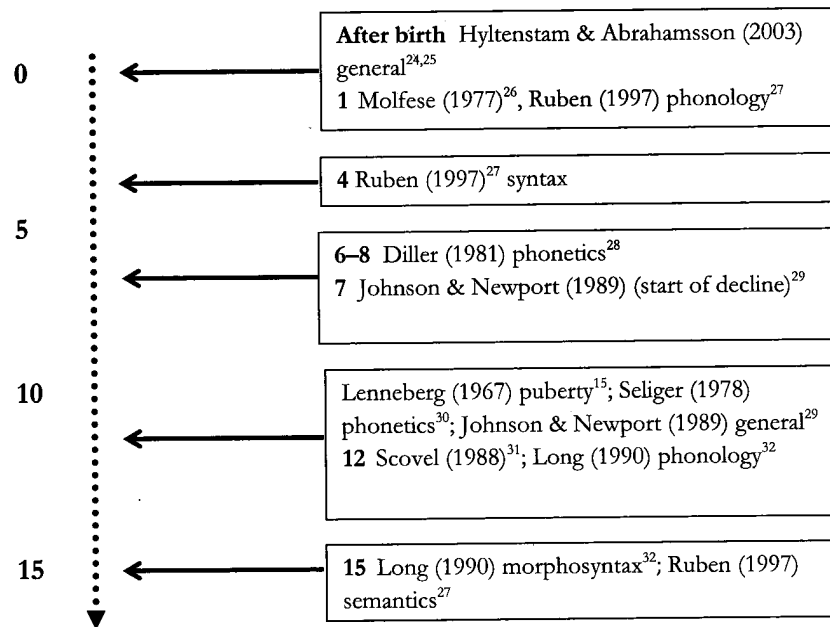 After birth Hyltenstam & Abrahamsson (2003)
0
general24,25
1 Molfese (1977)26, Ruben (1997) phonology27
4 Ruben (1997)27 syntax
5
6–8 Diller (1981) phonetics28
7 Johnson & Newport (1989) (start of decline)29
10
Lenneberg (1967) puberty15; Seliger (1978)
phonetics30; Johnson & Newport (1989) general29
12 Scovel (1988)31; Long (1990) phonology32
15
15 Long (1990) morphosyntax32; Ruben (1997)
semantics27